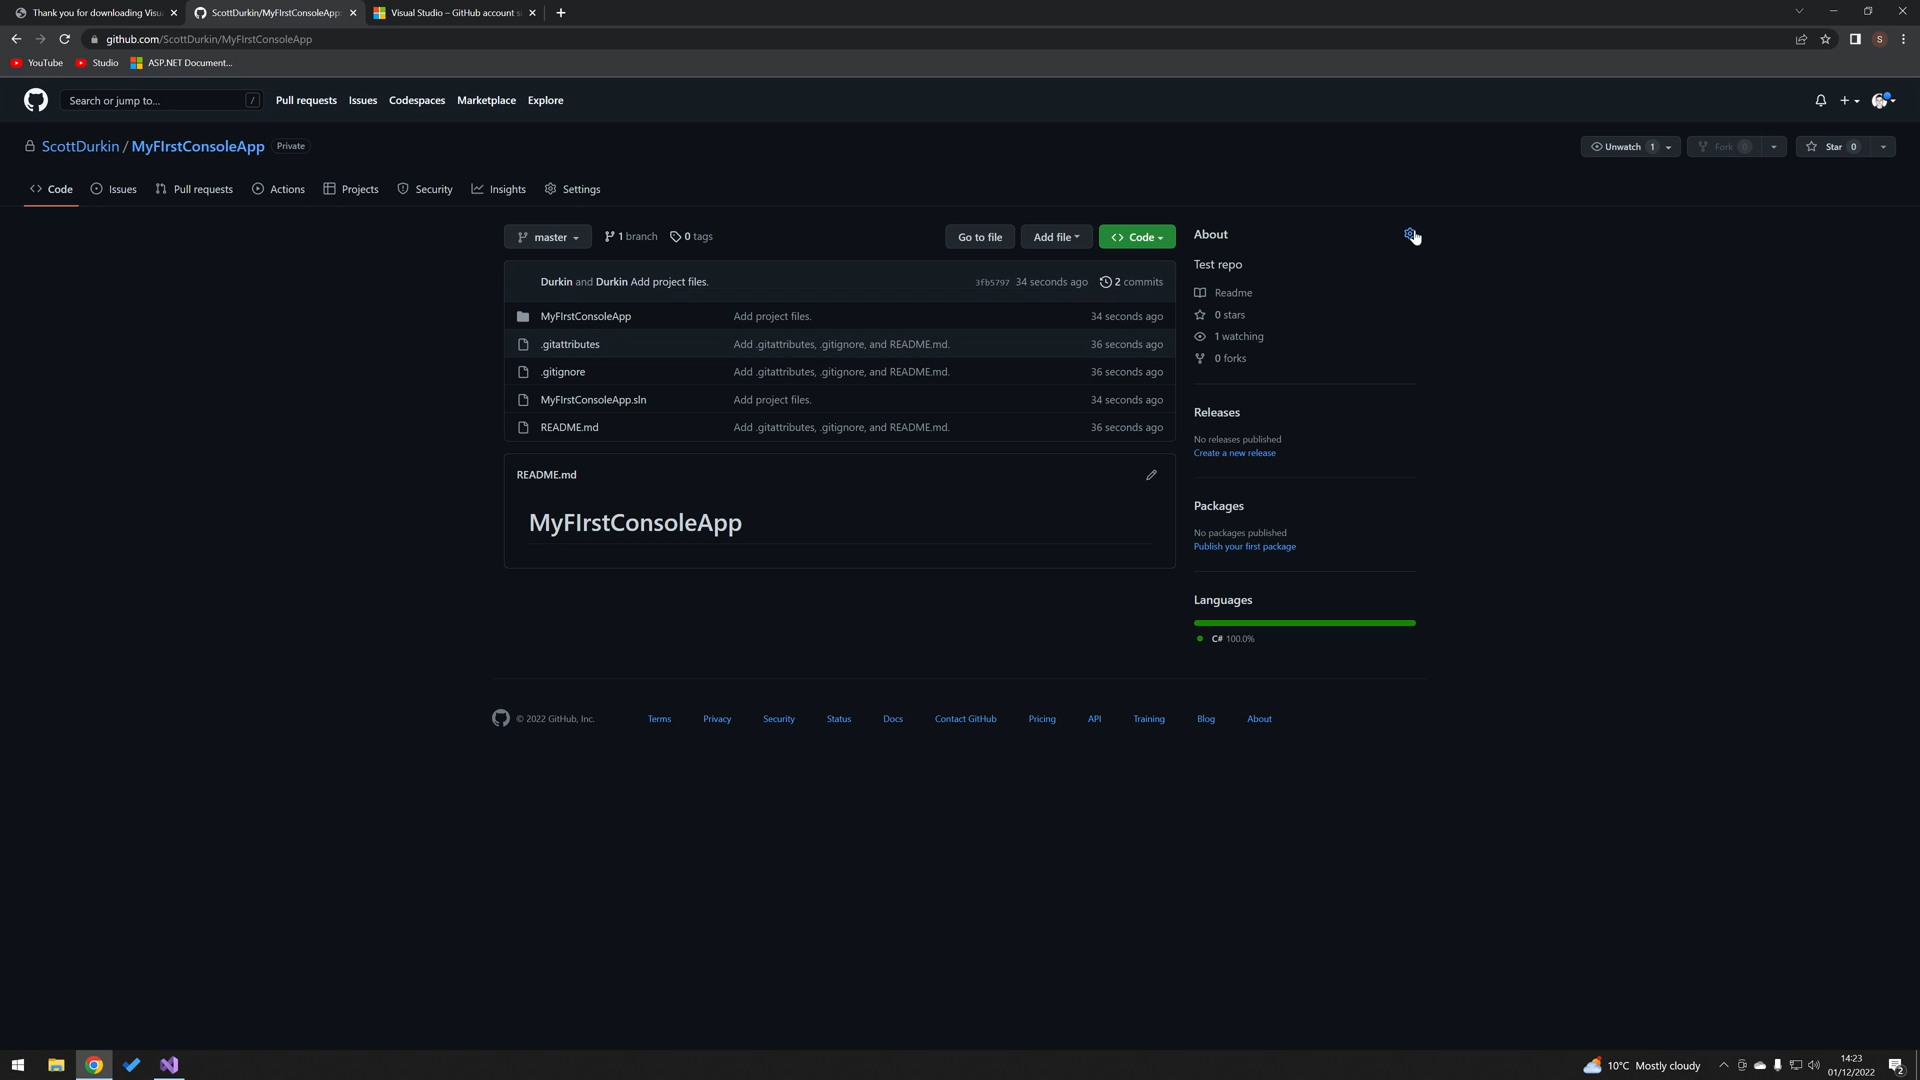 Thank you for downloading Visu
ScottDurkin/MyFIrstConsoleApp:
Visual Studio – GitHub account s
github.com/ScottDurkin/MyFIrstConsoleApp
S
YouTube
Studio
ASP.NET Document...
Search or jump to...
/
Pull requests
Issues
Codespaces
Marketplace
Explore
ScottDurkin / MyFIrstConsoleApp
Private
Unwatch 1
Fork 0
Star 0
Code
Issues
Pull requests
Actions
Projects
Security
Insights
Settings
master
1 branch
0 tags
Go to file
Add file
Code
Durkin and Durkin Add project files.
3fb5797 34 seconds ago
2 commits
MyFIrstConsoleApp
Add project files.
34 seconds ago
.gitattributes
Add .gitattributes, .gitignore, and README.md.
36 seconds ago
.gitignore
Add .gitattributes, .gitignore, and README.md.
36 seconds ago
MyFIrstConsoleApp.sln
Add project files.
34 seconds ago
README.md
Add .gitattributes, .gitignore, and README.md.
36 seconds ago
README.md
MyFIrstConsoleApp
About
Test repo
Readme
0 stars
1 watching
0 forks
Releases
No releases published
Create a new release
Packages
No packages published
Publish your first package
Languages
C# 100.0%
© 2022 GitHub, Inc.
Terms
Privacy
Security
Status
Docs
Contact GitHub
Pricing
API
Training
Blog
About
10°C Mostly cloudy
14:23
01/12/2022
2